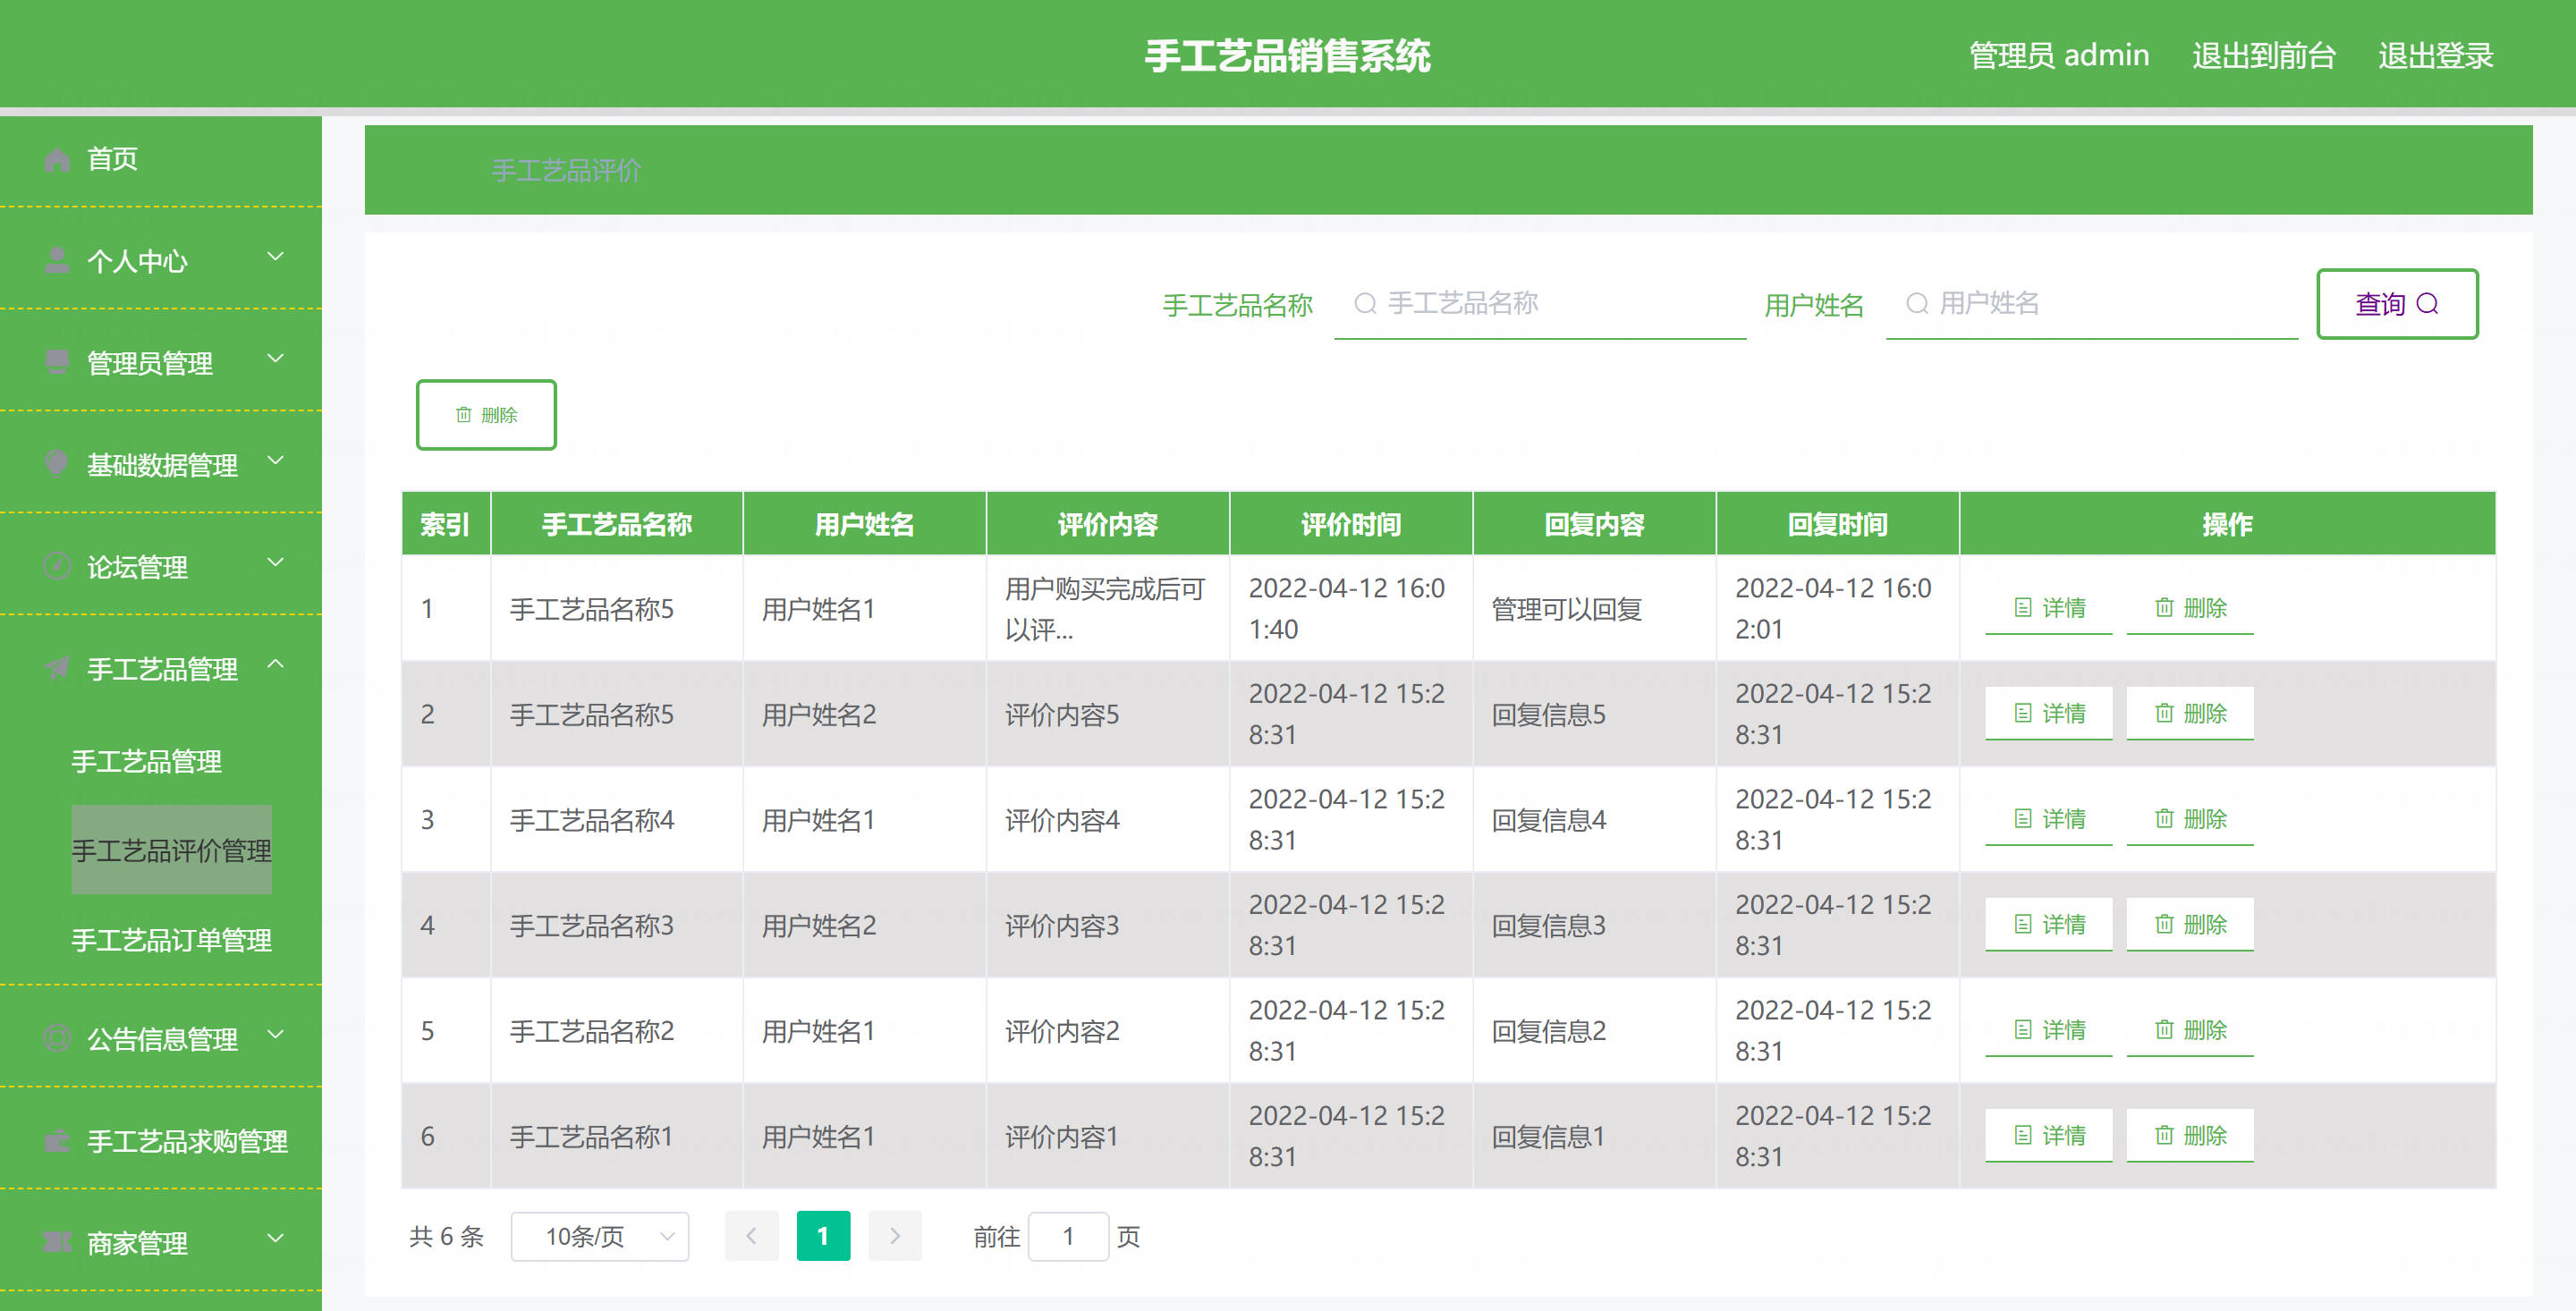 手工艺品销售系统
管理员 admin 退出到前台 退出登录
首页
个人中心
管理员管理
基础数据管理
论坛管理
手工艺品管理
手工艺品管理
手工艺品评价管理
手工艺品订单管理
公告信息管理
手工艺品求购管理
商家管理
手工艺品评价
手工艺品名称 手工艺品名称 用户姓名 用户姓名 查询
删除
索引 手工艺品名称 用户姓名 评价内容 评价时间 回复内容 回复时间 操作
1 手工艺品名称5 用户姓名1 用户购买完成后可以评... 2022-04-12 16:01:40 管理可以回复 2022-04-12 16:02:01 详情 删除
2 手工艺品名称5 用户姓名2 评价内容5 2022-04-12 15:28:31 回复信息5 2022-04-12 15:28:31 详情 删除
3 手工艺品名称4 用户姓名1 评价内容4 2022-04-12 15:28:31 回复信息4 2022-04-12 15:28:31 详情 删除
4 手工艺品名称3 用户姓名2 评价内容3 2022-04-12 15:28:31 回复信息3 2022-04-12 15:28:31 详情 删除
5 手工艺品名称2 用户姓名1 评价内容2 2022-04-12 15:28:31 回复信息2 2022-04-12 15:28:31 详情 删除
6 手工艺品名称1 用户姓名1 评价内容1 2022-04-12 15:28:31 回复信息1 2022-04-12 15:28:31 详情 删除
共 6 条 10条/页 1 前往 1 页